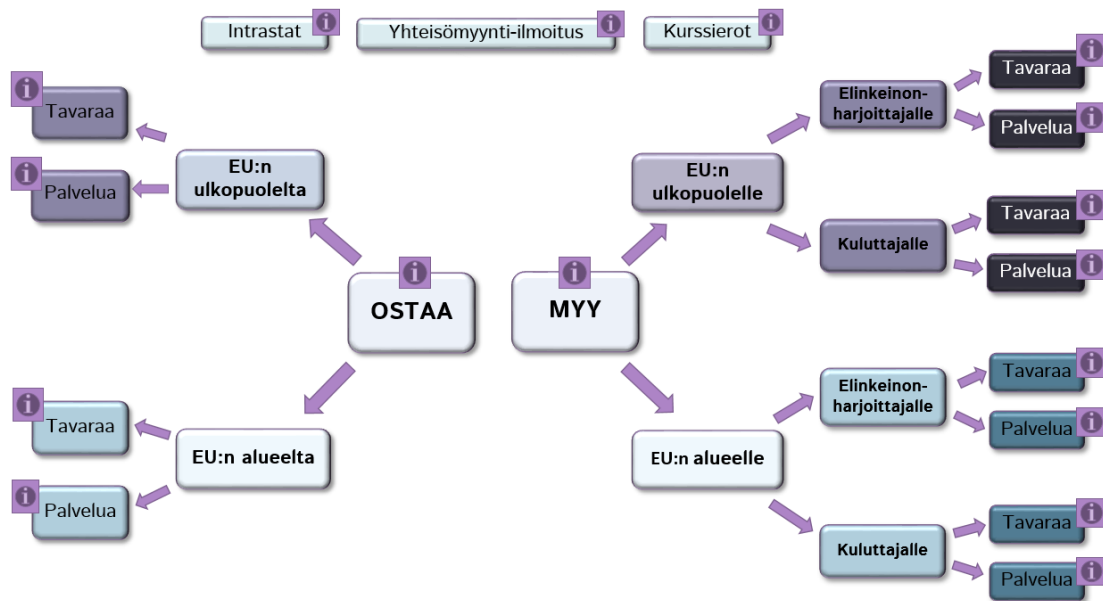 Intrastat
Yhteisömyynti-ilmoitus
Kurssierot
Tavaraa
Palvelua
EU:n
ulkopuolelta
OSTAA
EU:n alueelta
Tavaraa
Palvelua
MYY
EU:n
ulkopuolelle
Elinkeinon-
harjoittajalle
Tavaraa
Palvelua
Kuluttajalle
Tavaraa
Palvelua
EU:n alueelle
Elinkeinon-
harjoittajalle
Tavaraa
Palvelua
Kuluttajalle
Tavaraa
Palvelua